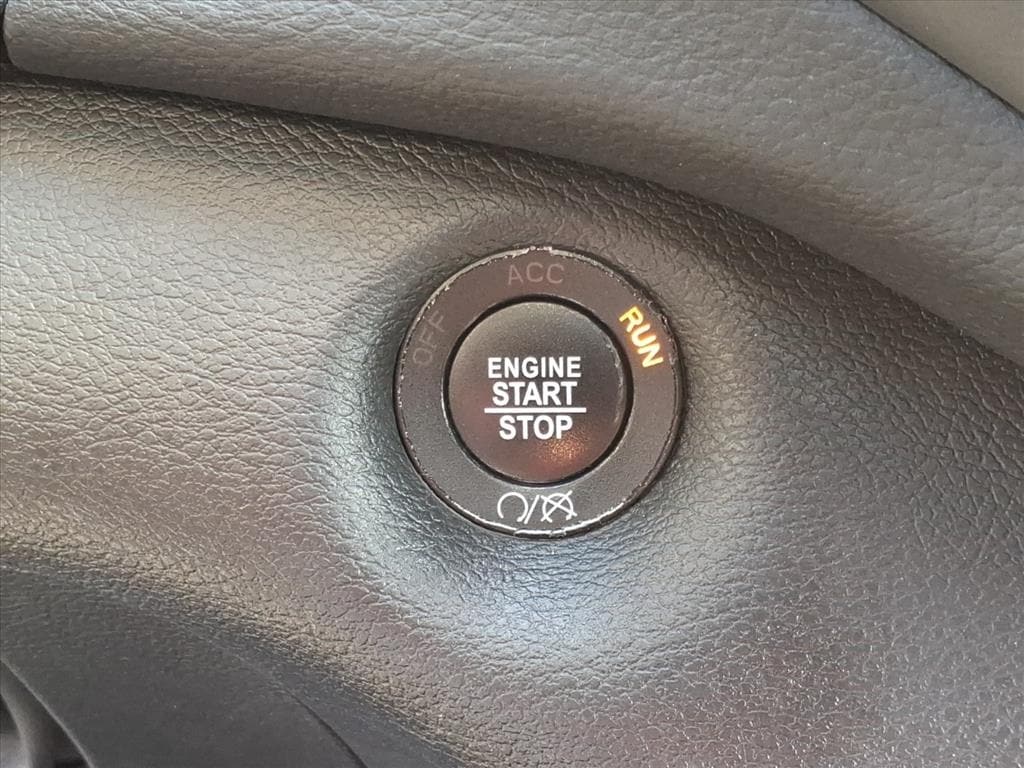 ACC
OFF
RUN
ENGINE
START
STOP